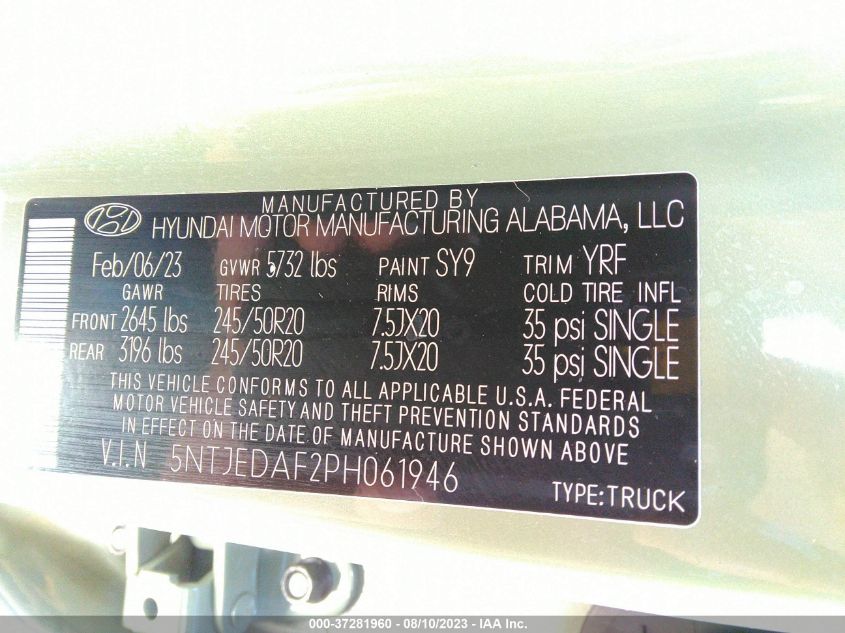 MANUFACTURED BY
HYUNDAI MOTOR MANUFACTURING ALABAMA, LLC
Feb/06/23 GVWR 5732 lbs PAINT SY9 TRIM YRF
GAWR TIRES RIMS COLD TIRE INFL
FRONT 2645 lbs 245/50R20 7.5JX20 35 psi SINGLE
REAR 3196 lbs 245/50R20 7.5JX20 35 psi SINGLE
THIS VEHICLE CONFORMS TO ALL APPLICABLE U.S.A. FEDERAL
MOTOR VEHICLE SAFETY AND THEFT PREVENTION STANDARDS
IN EFFECT ON THE DATE OF MANUFACTURE SHOWN ABOVE
V.I.N 5NTJEDAF2PH061946
TYPE:TRUCK
000-37281960 - 08/10/2023 - IAA Inc.